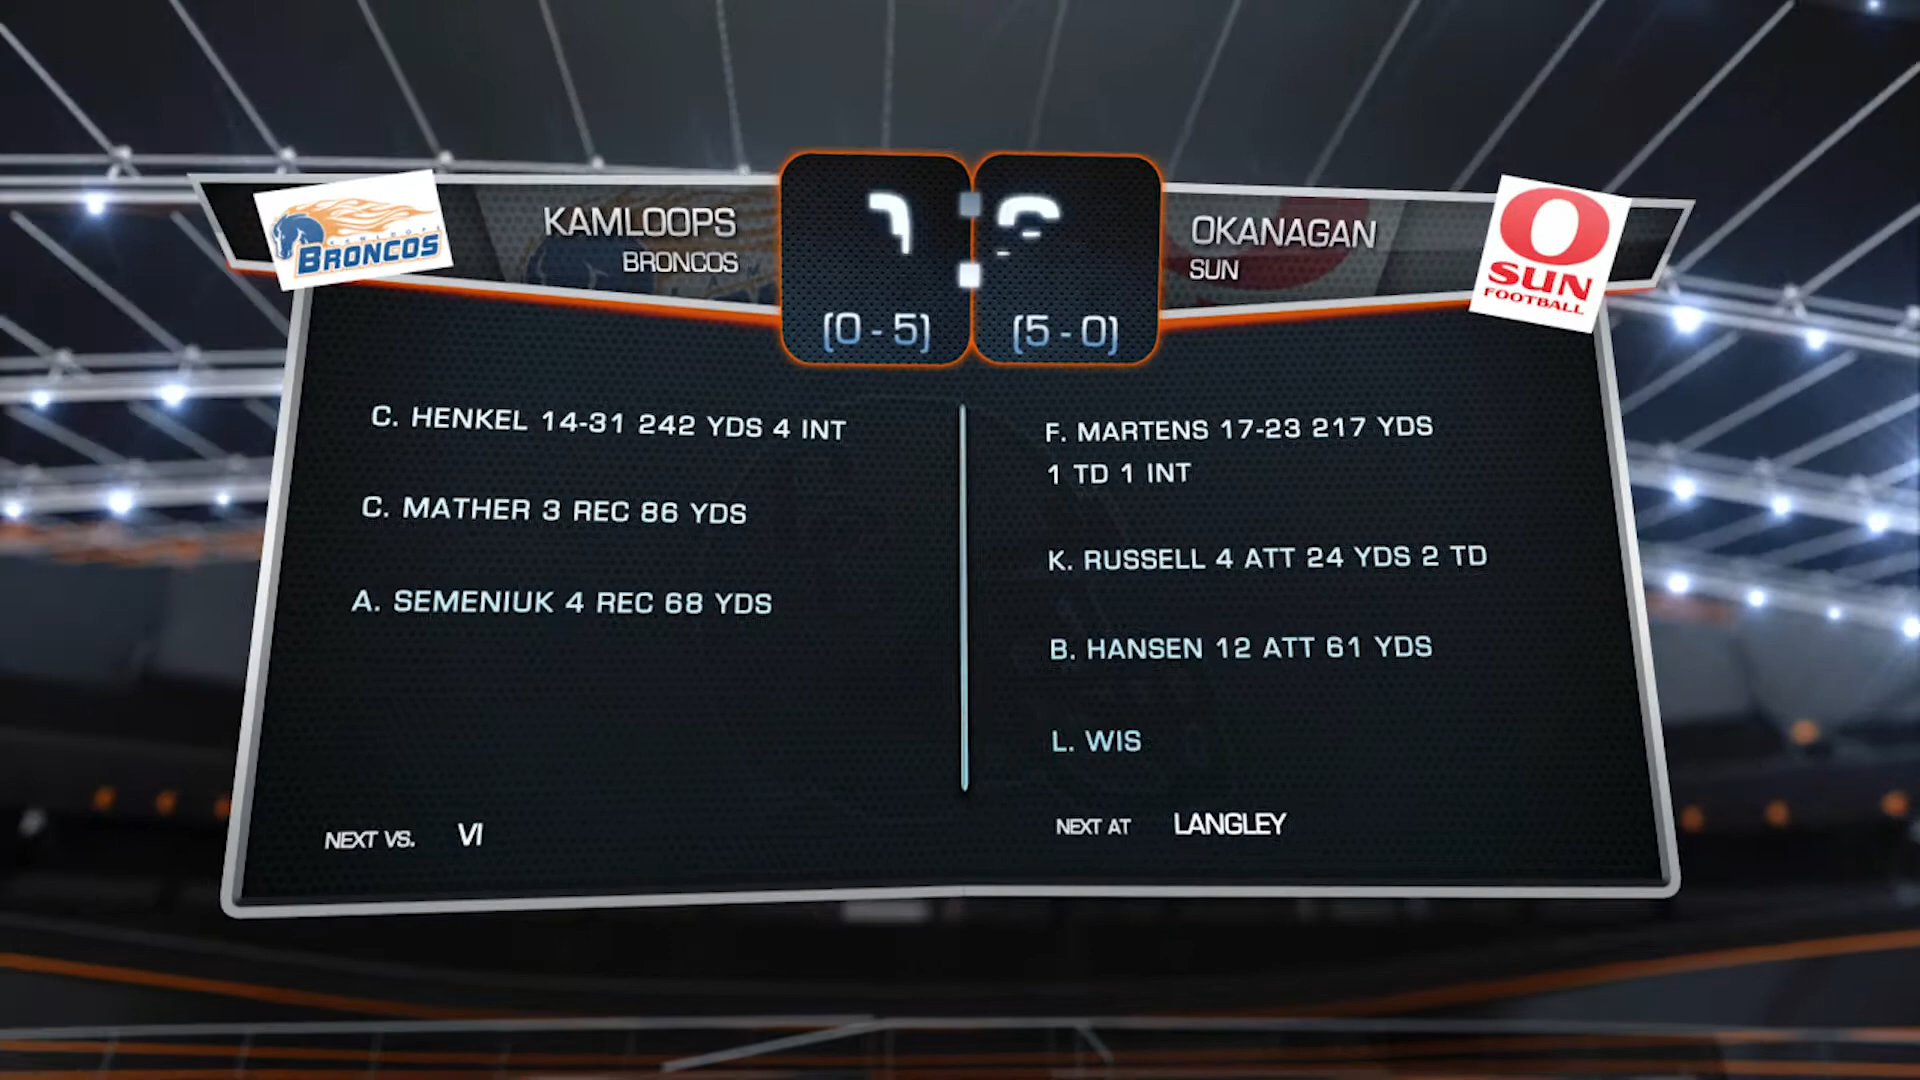 KAMLOOPS
BRONCOS
BRONCOS
(0 - 5)
(5 - 0)
OKANAGAN
SUN
O
SUN
FOOTBALL
C. HENKEL 14-31 242 YDS 4 INT
C. MATHER 3 REC 86 YDS
A. SEMENIUK 4 REC 68 YDS
NEXT VS. VI
F. MARTENS 17-23 217 YDS
1 TD 1 INT
K. RUSSELL 4 ATT 24 YDS 2 TD
B. HANSEN 12 ATT 61 YDS
L. WIS
NEXT AT LANGLEY